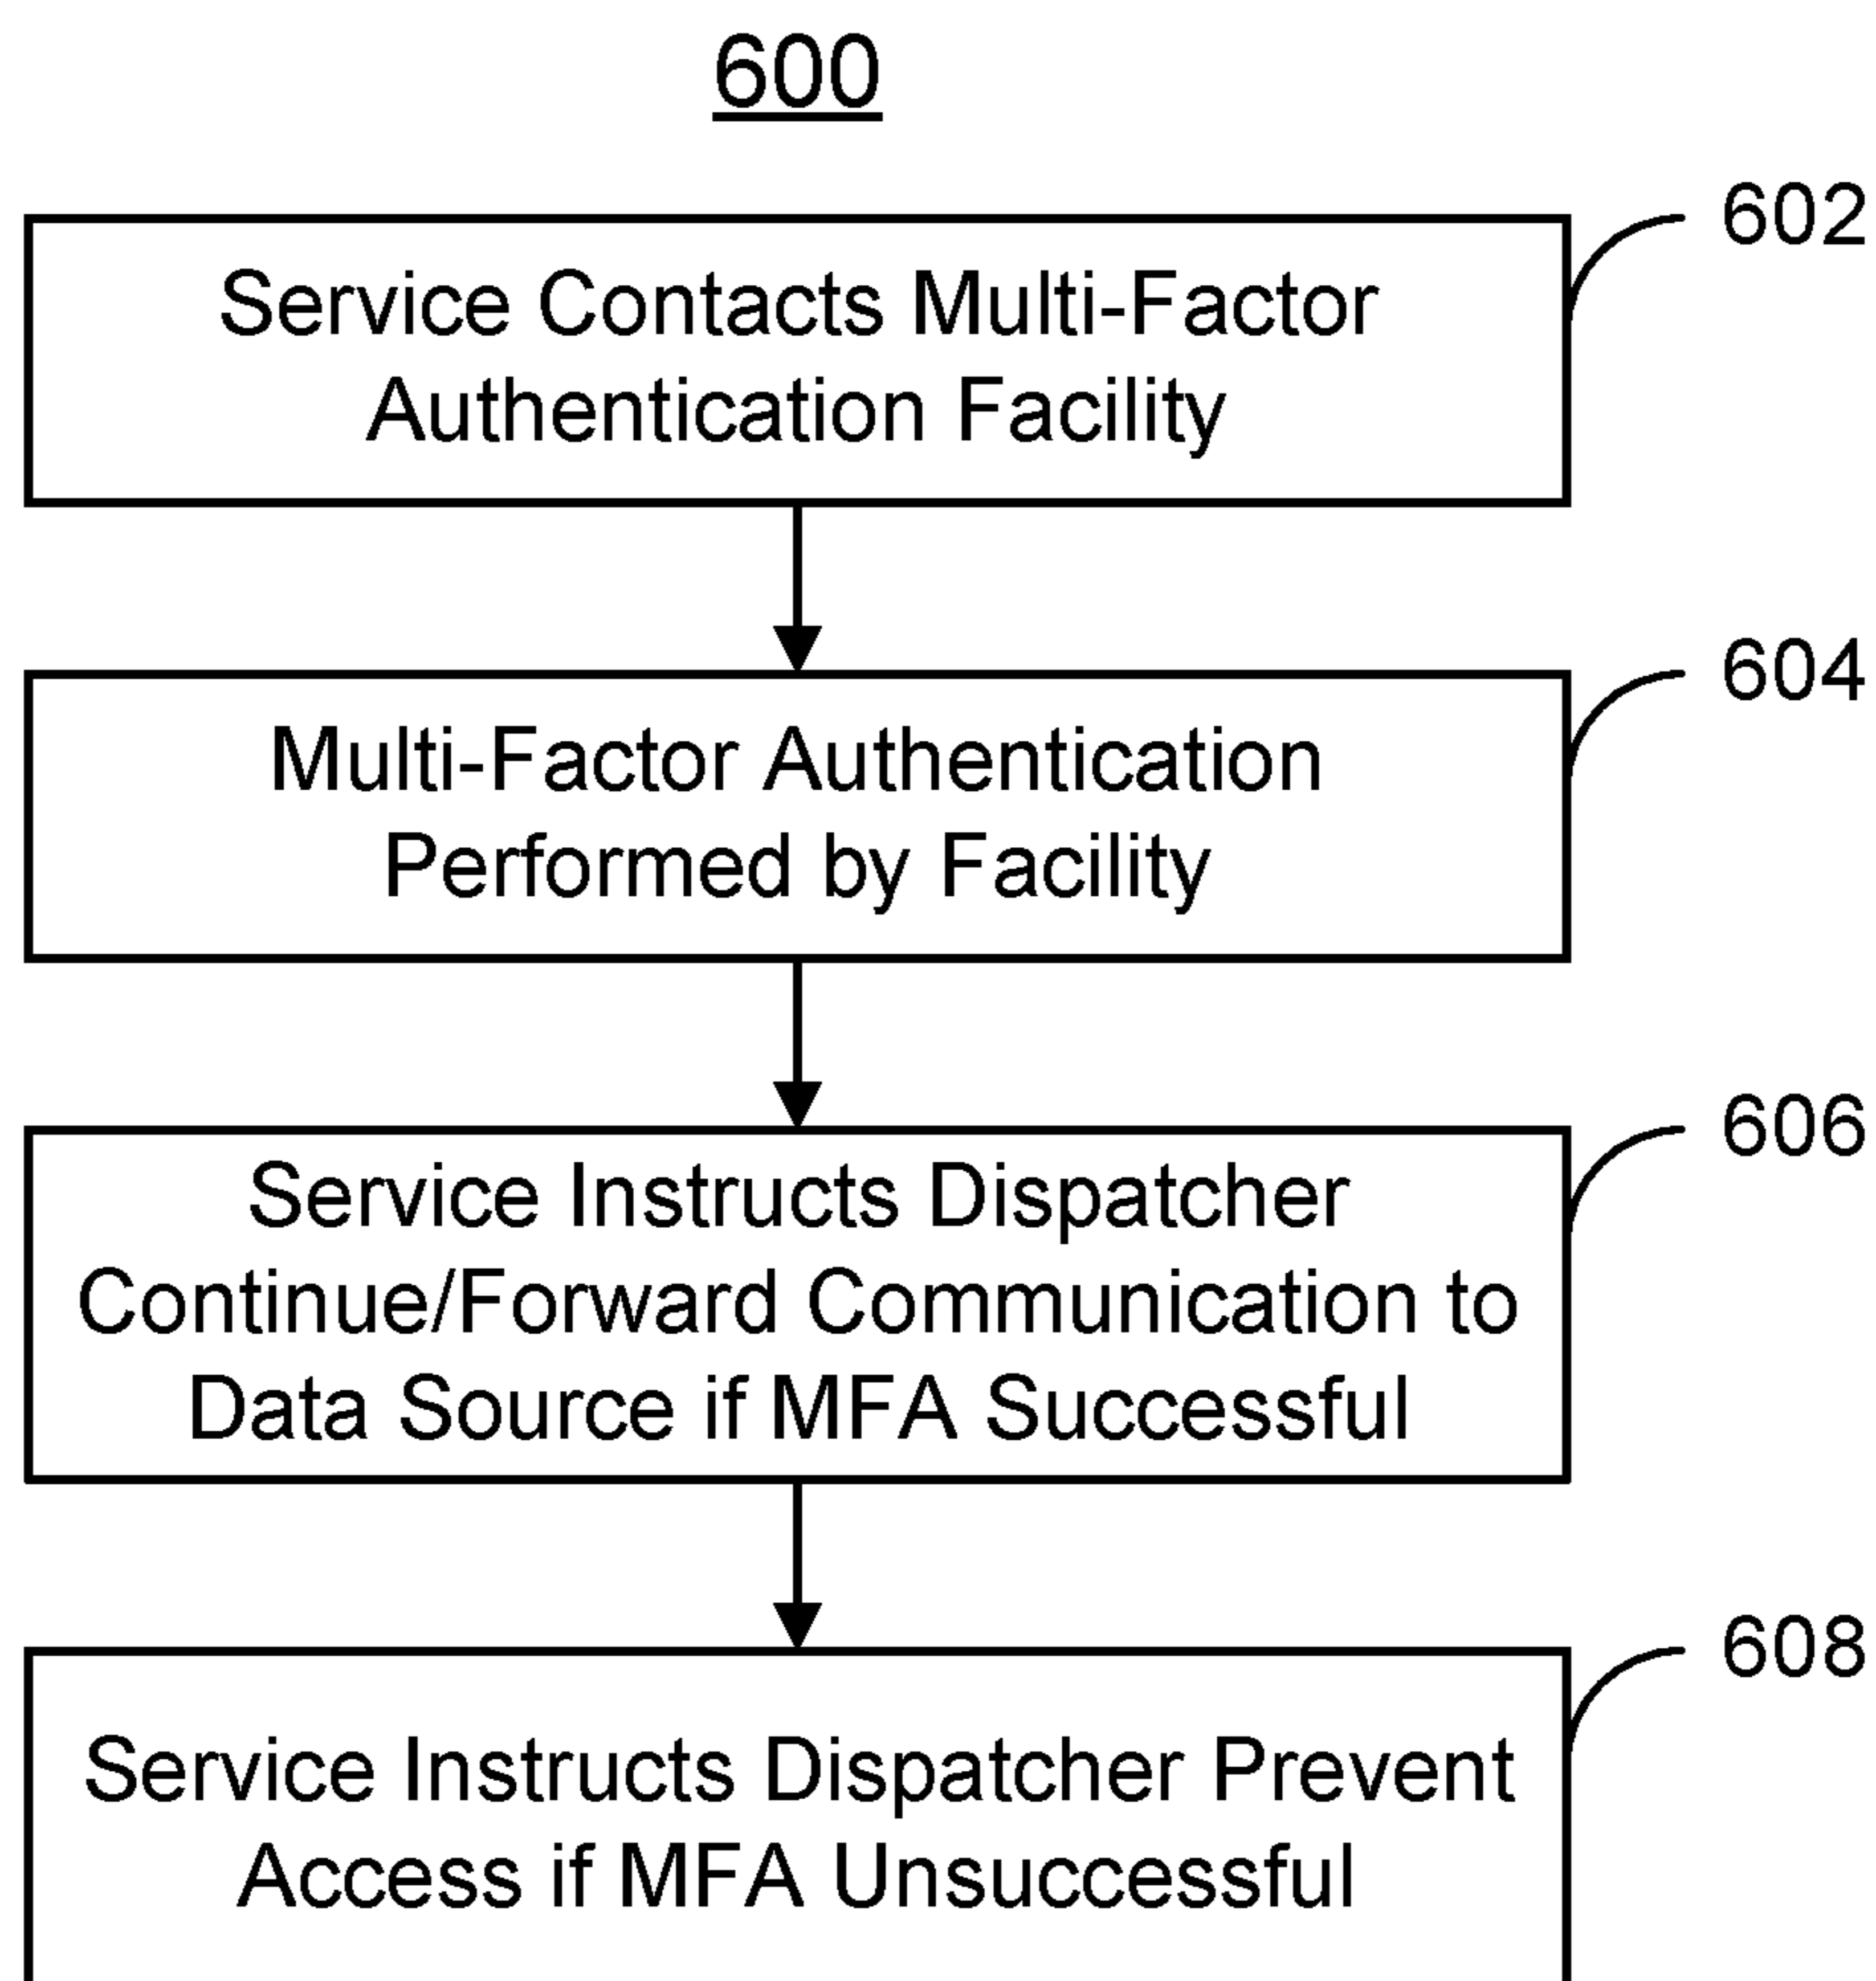 600
602
Service Contacts Multi-Factor
Authentication Facility
604
Multi-Factor Authentication
Performed by Facility
606
Service Instructs Dispatcher
Continue/Forward Communication to
Data Source if MFA Successful
608
Service Instructs Dispatcher Prevent
Access if MFA Unsuccessful